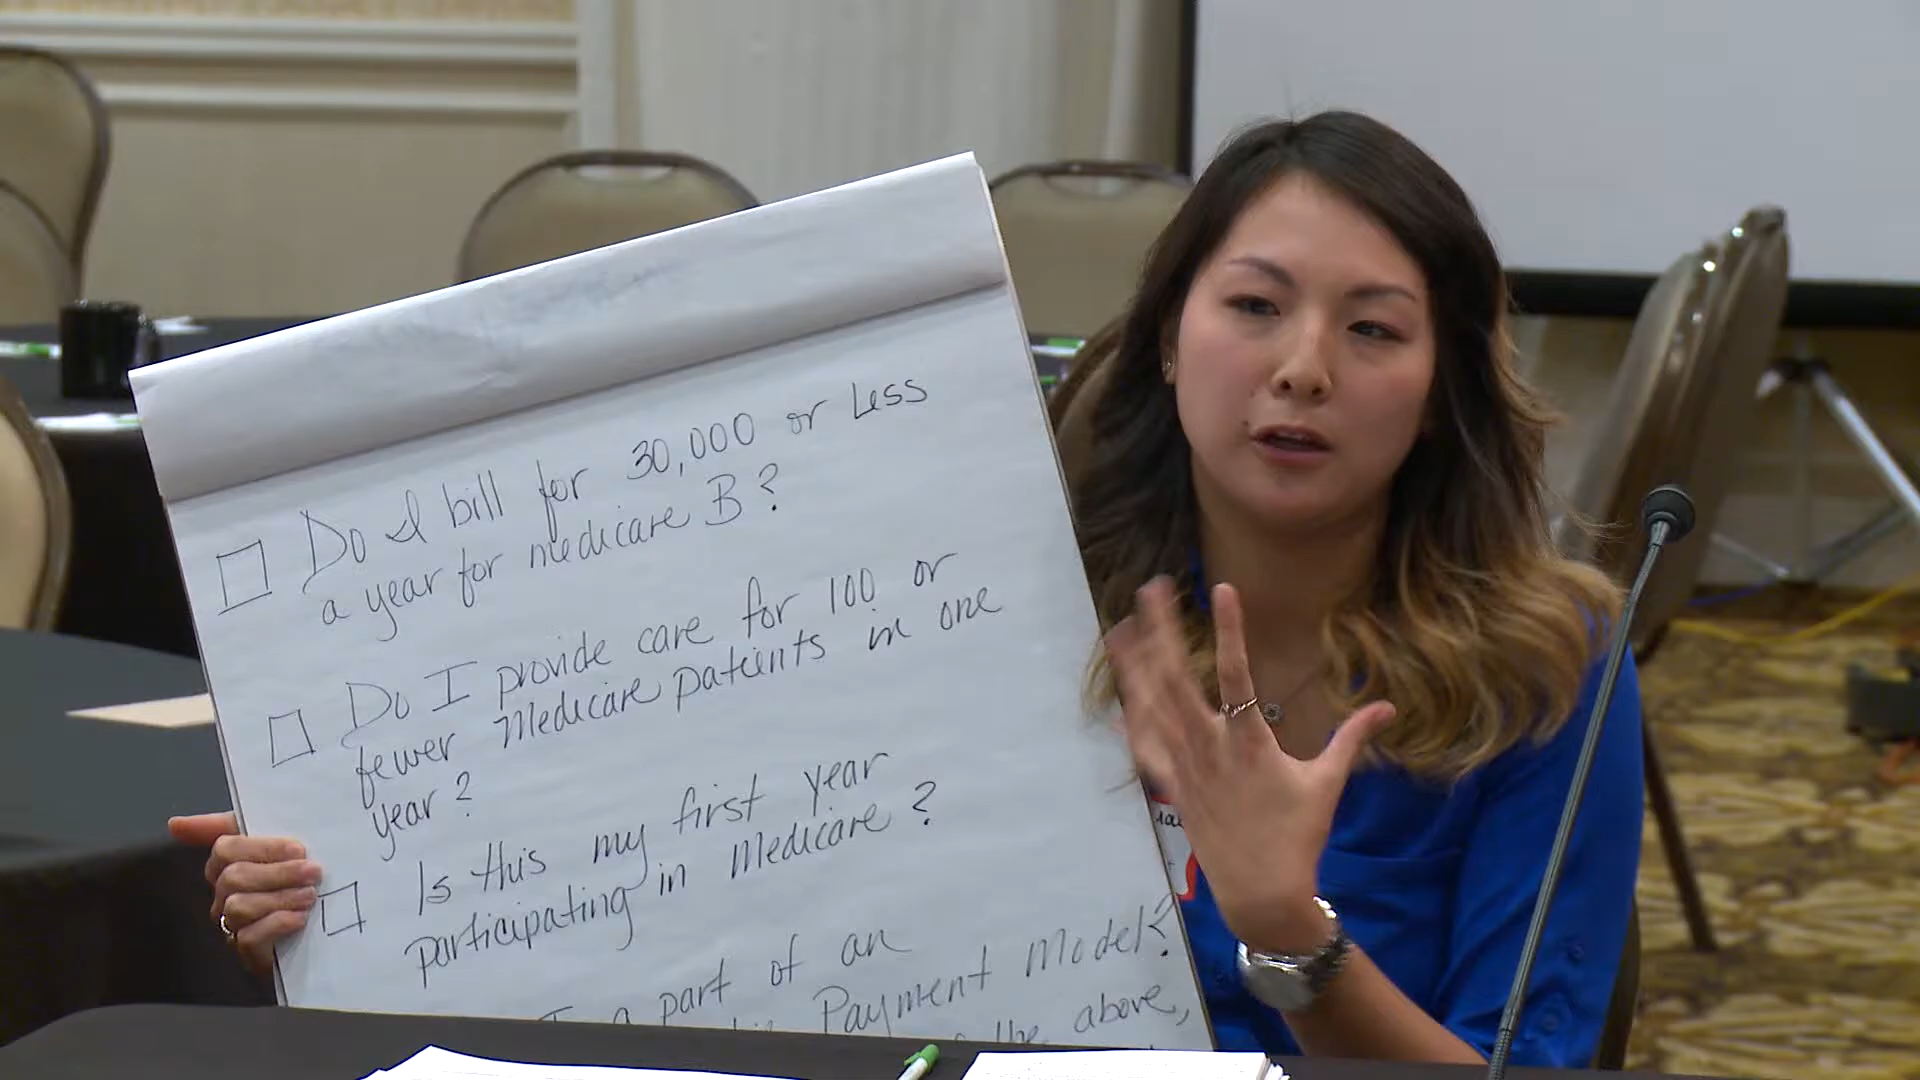 Do I bill for 30,000 or Less
a year for medicare B?
Do I provide care for 100 or
fewer Medicare patients in one
year?
Is this my first year
participating in Medicare?
I a part of an
Payment Model?
the above,